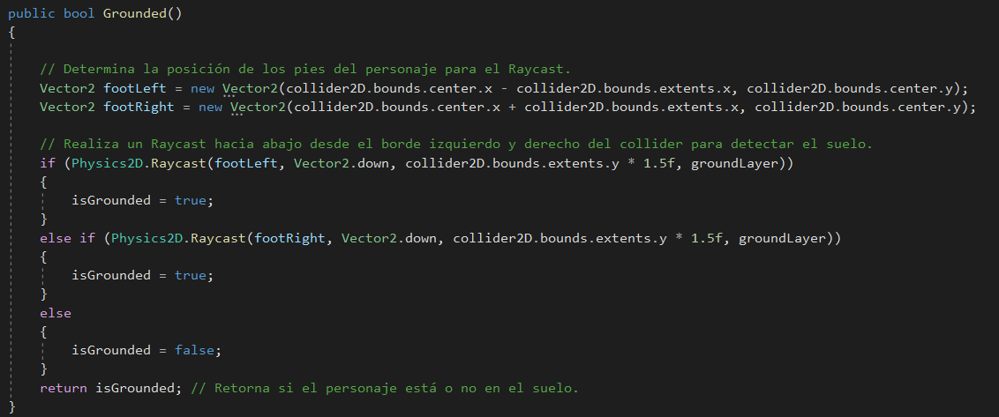 public bool Grounded()
{
// Determina la posición de los pies del personaje para el Raycast.
Vector2 footLeft = new Vector2(collider2D.bounds.center.x - collider2D.bounds.extents.x, collider2D.bounds.center.y);
Vector2 footRight = new Vector2(collider2D.bounds.center.x + collider2D.bounds.extents.x, collider2D.bounds.center.y);
// Realiza un Raycast hacia abajo desde el borde izquierdo y derecho del collider para detectar el suelo.
if (Physics2D.Raycast(footLeft, Vector2.down, collider2D.bounds.extents.y * 1.5f, groundLayer))
{
isGrounded = true;
}
else if (Physics2D.Raycast(footRight, Vector2.down, collider2D.bounds.extents.y * 1.5f, groundLayer))
{
isGrounded = true;
}
else
{
isGrounded = false;
}
return isGrounded; // Retorna si el personaje está o no en el suelo.
}